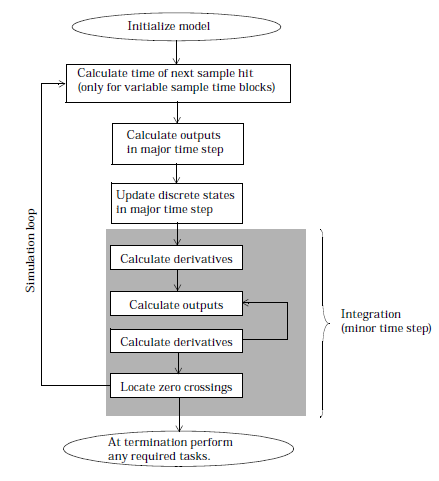 Initialize model
Calculate time of next sample hit
(only for variable sample time blocks)
Calculate outputs
in major time step
Update discrete states
in major time step
Simulation loop
Calculate derivatives
Calculate outputs
Calculate derivatives
Locate zero crossings
Integration
(minor time step)
At termination perform
any required tasks.